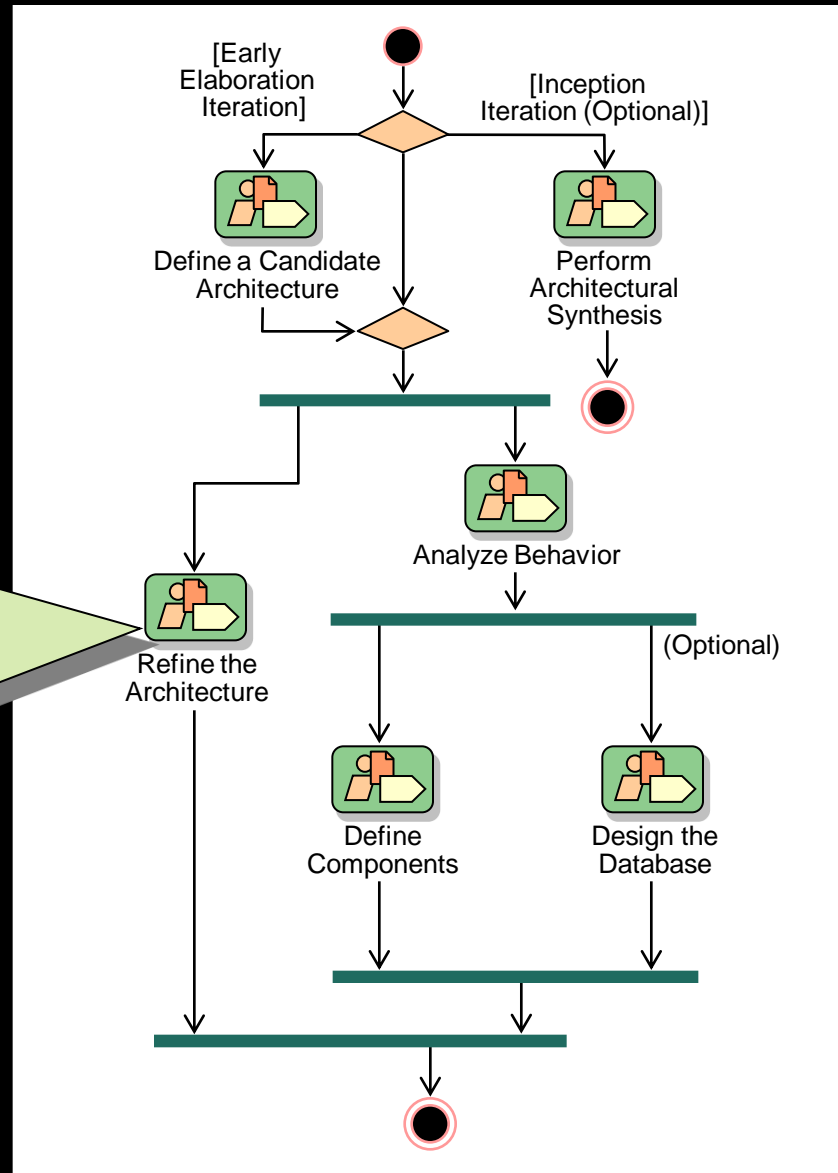 [Early
Elaboration
Iteration]
[Inception
Iteration (Optional)]
Define a Candidate
Architecture
Perform
Architectural
Synthesis
Analyze Behavior
(Optional)
Refine the
Architecture
Define
Components
Design the
Database